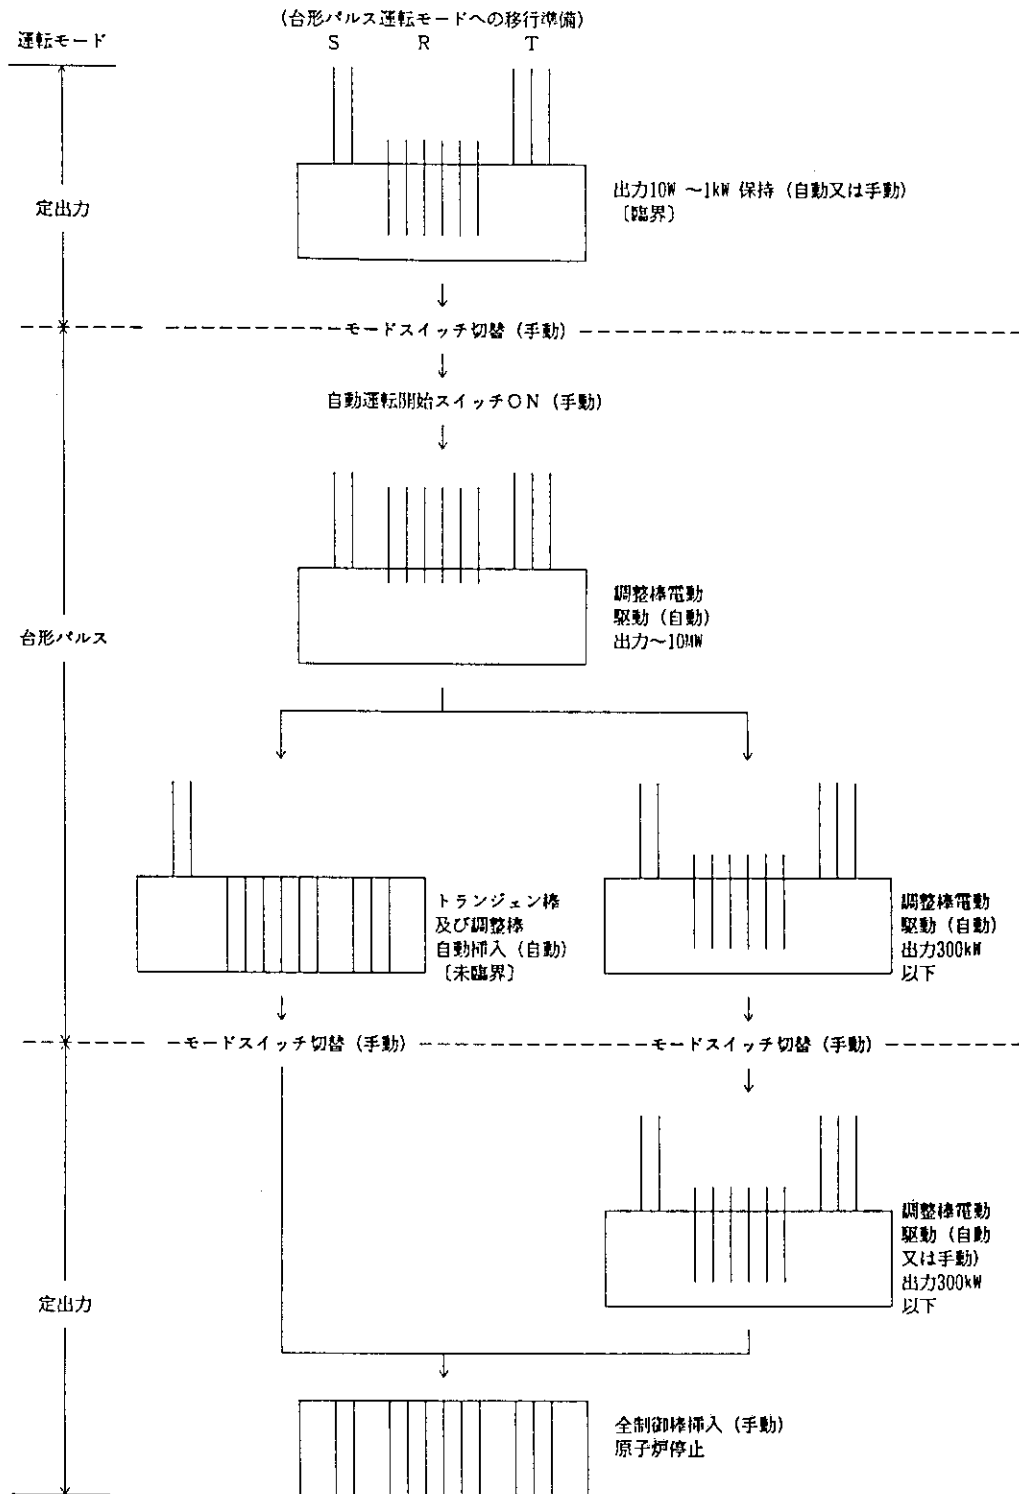 (台形パルス運転モードへの移行準備)
運転モード
S R T
出力10W ～1kW 保持 (自動又は手動)
〔臨界〕
定出力
モードスイッチ切替 (手動)
自動運転開始スイッチON (手動)
調整棒電動
駆動 (自動)
出力～10MW
台形パルス
トランジェン棒
及び調整棒
自動挿入 (自動)
〔未臨界〕
調整棒電動
駆動 (自動)
出力300kW
以下
モードスイッチ切替 (手動)
モードスイッチ切替 (手動)
調整棒電動
駆動 (自動
又は手動)
出力300kW
以下
定出力
全制御棒挿入 (手動)
原子炉停止